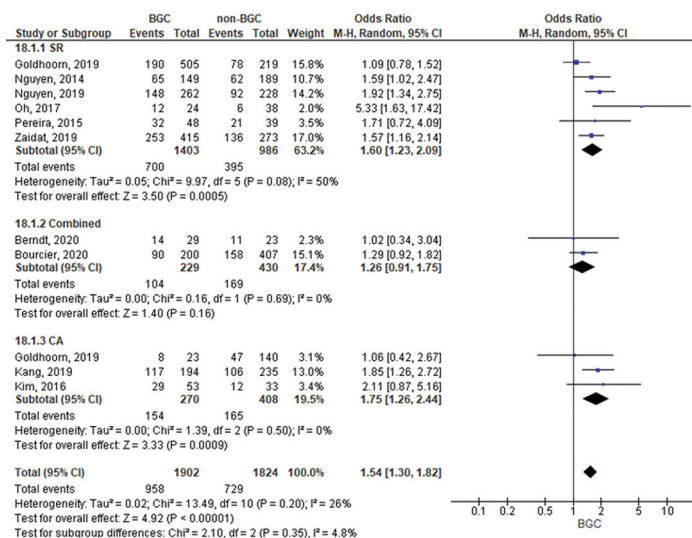 BGC non-BGC Odds Ratio Odds Ratio
Study or Subgroup Events Total Events Total Weight M-H, Random, 95% CI M-H, Random, 95% CI
18.1.1 SR
Goldhoorn, 2019 190 505 78 219 15.8% 1.09 [0.78, 1.52]
Nguyen, 2014 65 149 62 189 10.9% 1.59 [1.02, 2.47]
Nguyen, 2019 148 262 92 228 14.8% 1.92 [1.34, 2.75]
Oh, 2017 12 24 6 38 2.0% 5.33 [1.63, 17.42]
Pereira, 2015 32 48 21 39 3.5% 1.71 [0.72, 4.09]
Zaidat, 2019 253 415 136 273 17.0% 1.57 [1.16, 2.14]
Subtotal (95% CI) 1403 986 63.2% 1.60 [1.23, 2.09]
Total events 700 395
Heterogeneity: Tau² = 0.05; Chi² = 9.97, df = 5 (P = 0.08); I² = 50%
Test for overall effect: Z = 3.50 (P = 0.0005)
18.1.2 Combined
Berndt, 2020 14 29 11 23 2.3% 1.02 [0.34, 3.04]
Bourcier, 2020 90 200 158 407 15.1% 1.29 [0.92, 1.82]
Subtotal (95% CI) 229 430 17.4% 1.26 [0.91, 1.75]
Total events 104 169
Heterogeneity: Tau² = 0.00; Chi² = 0.16, df = 1 (P = 0.69); I² = 0%
Test for overall effect: Z = 1.40 (P = 0.16)
18.1.3 CA
Goldhoorn, 2019 8 23 47 140 3.1% 1.06 [0.42, 2.67]
Kang, 2019 117 194 106 235 13.0% 1.85 [1.26, 2.72]
Kim, 2016 29 53 12 33 3.4% 2.11 [0.87, 5.16]
Subtotal (95% CI) 270 408 19.5% 1.75 [1.26, 2.44]
Total events 154 165
Heterogeneity: Tau² = 0.00; Chi² = 1.39, df = 2 (P = 0.50); I² = 0%
Test for overall effect: Z = 3.33 (P = 0.0009)
Total (95% CI) 1902 1824 100.0% 1.54 [1.30, 1.82]
Total events 958 729
Heterogeneity: Tau² = 0.02; Chi² = 13.49, df = 10 (P = 0.20); I² = 26%
Test for overall effect: Z = 4.92 (P < 0.00001)
Test for subgroup differences: Chi² = 2.10, df = 2 (P = 0.35), I² = 4.8%
0.1 0.2 0.5 1 2 5 10
BGC